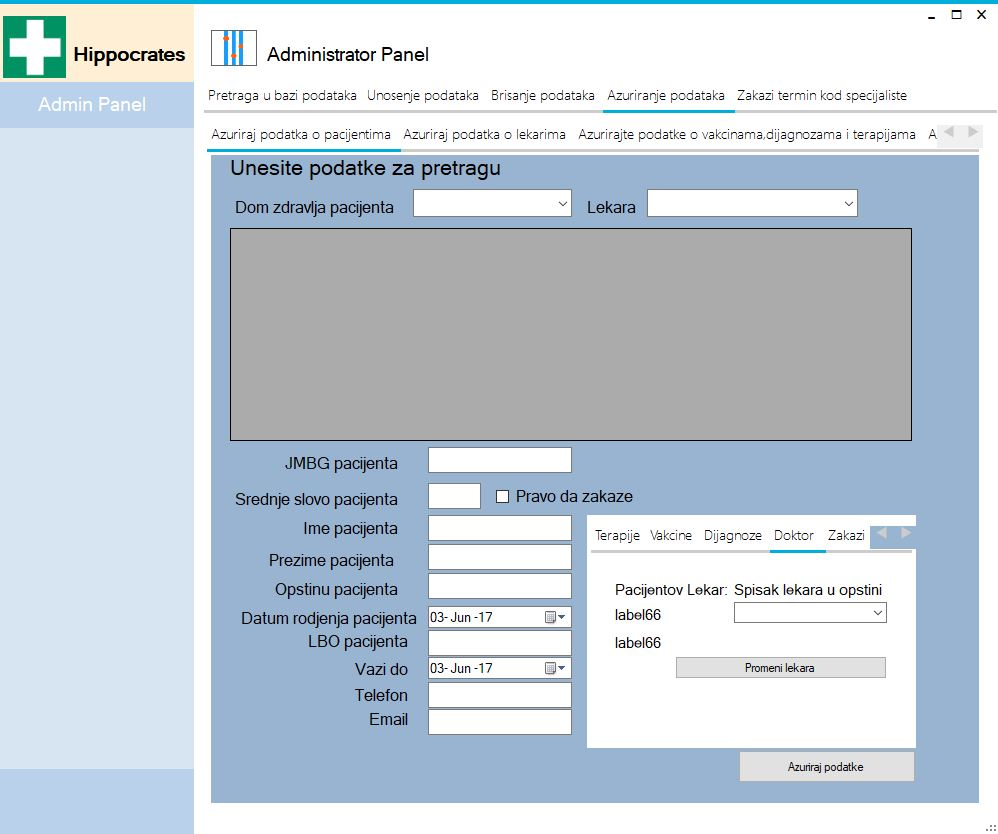 Hippocrates
Administrator Panel
Admin Panel
Pretraga u bazi podataka Unosenje podataka Brisanje podataka Azuriranje podataka Zakazi termin kod specijaliste
Azuriraj podatka o pacijentima Azuriraj podatka o lekarima Azurirajte podatke o vakcinama,dijagnozama i terapijama A
Unesite podatke za pretragu
Dom zdravlja pacijenta Lekara
JMBG pacijenta
Srednje slovo pacijenta Pravo da zakaze
Ime pacijenta
Terapije Vakcine Dijagnoze Doktor Zakazi
Prezime pacijenta
Opstinu pacijenta
Pacijentov Lekar: Spisak lekara u opstini
Datum rodjenja pacijenta 03- Jun -17
label66
LBO pacijenta
label66
Vazi do 03- Jun -17
Promeni lekara
Telefon
Email
Azuriraj podatke